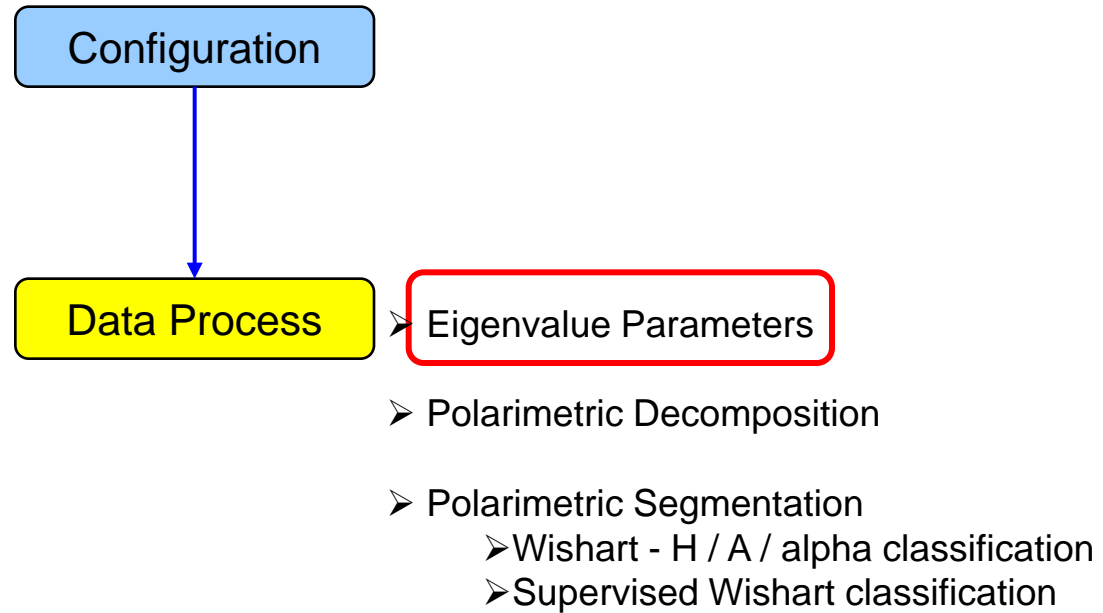 Configuration
Data Process
➢ Eigenvalue Parameters
➢ Polarimetric Decomposition
➢ Polarimetric Segmentation
➢Wishart - H / A / alpha classification
➢Supervised Wishart classification